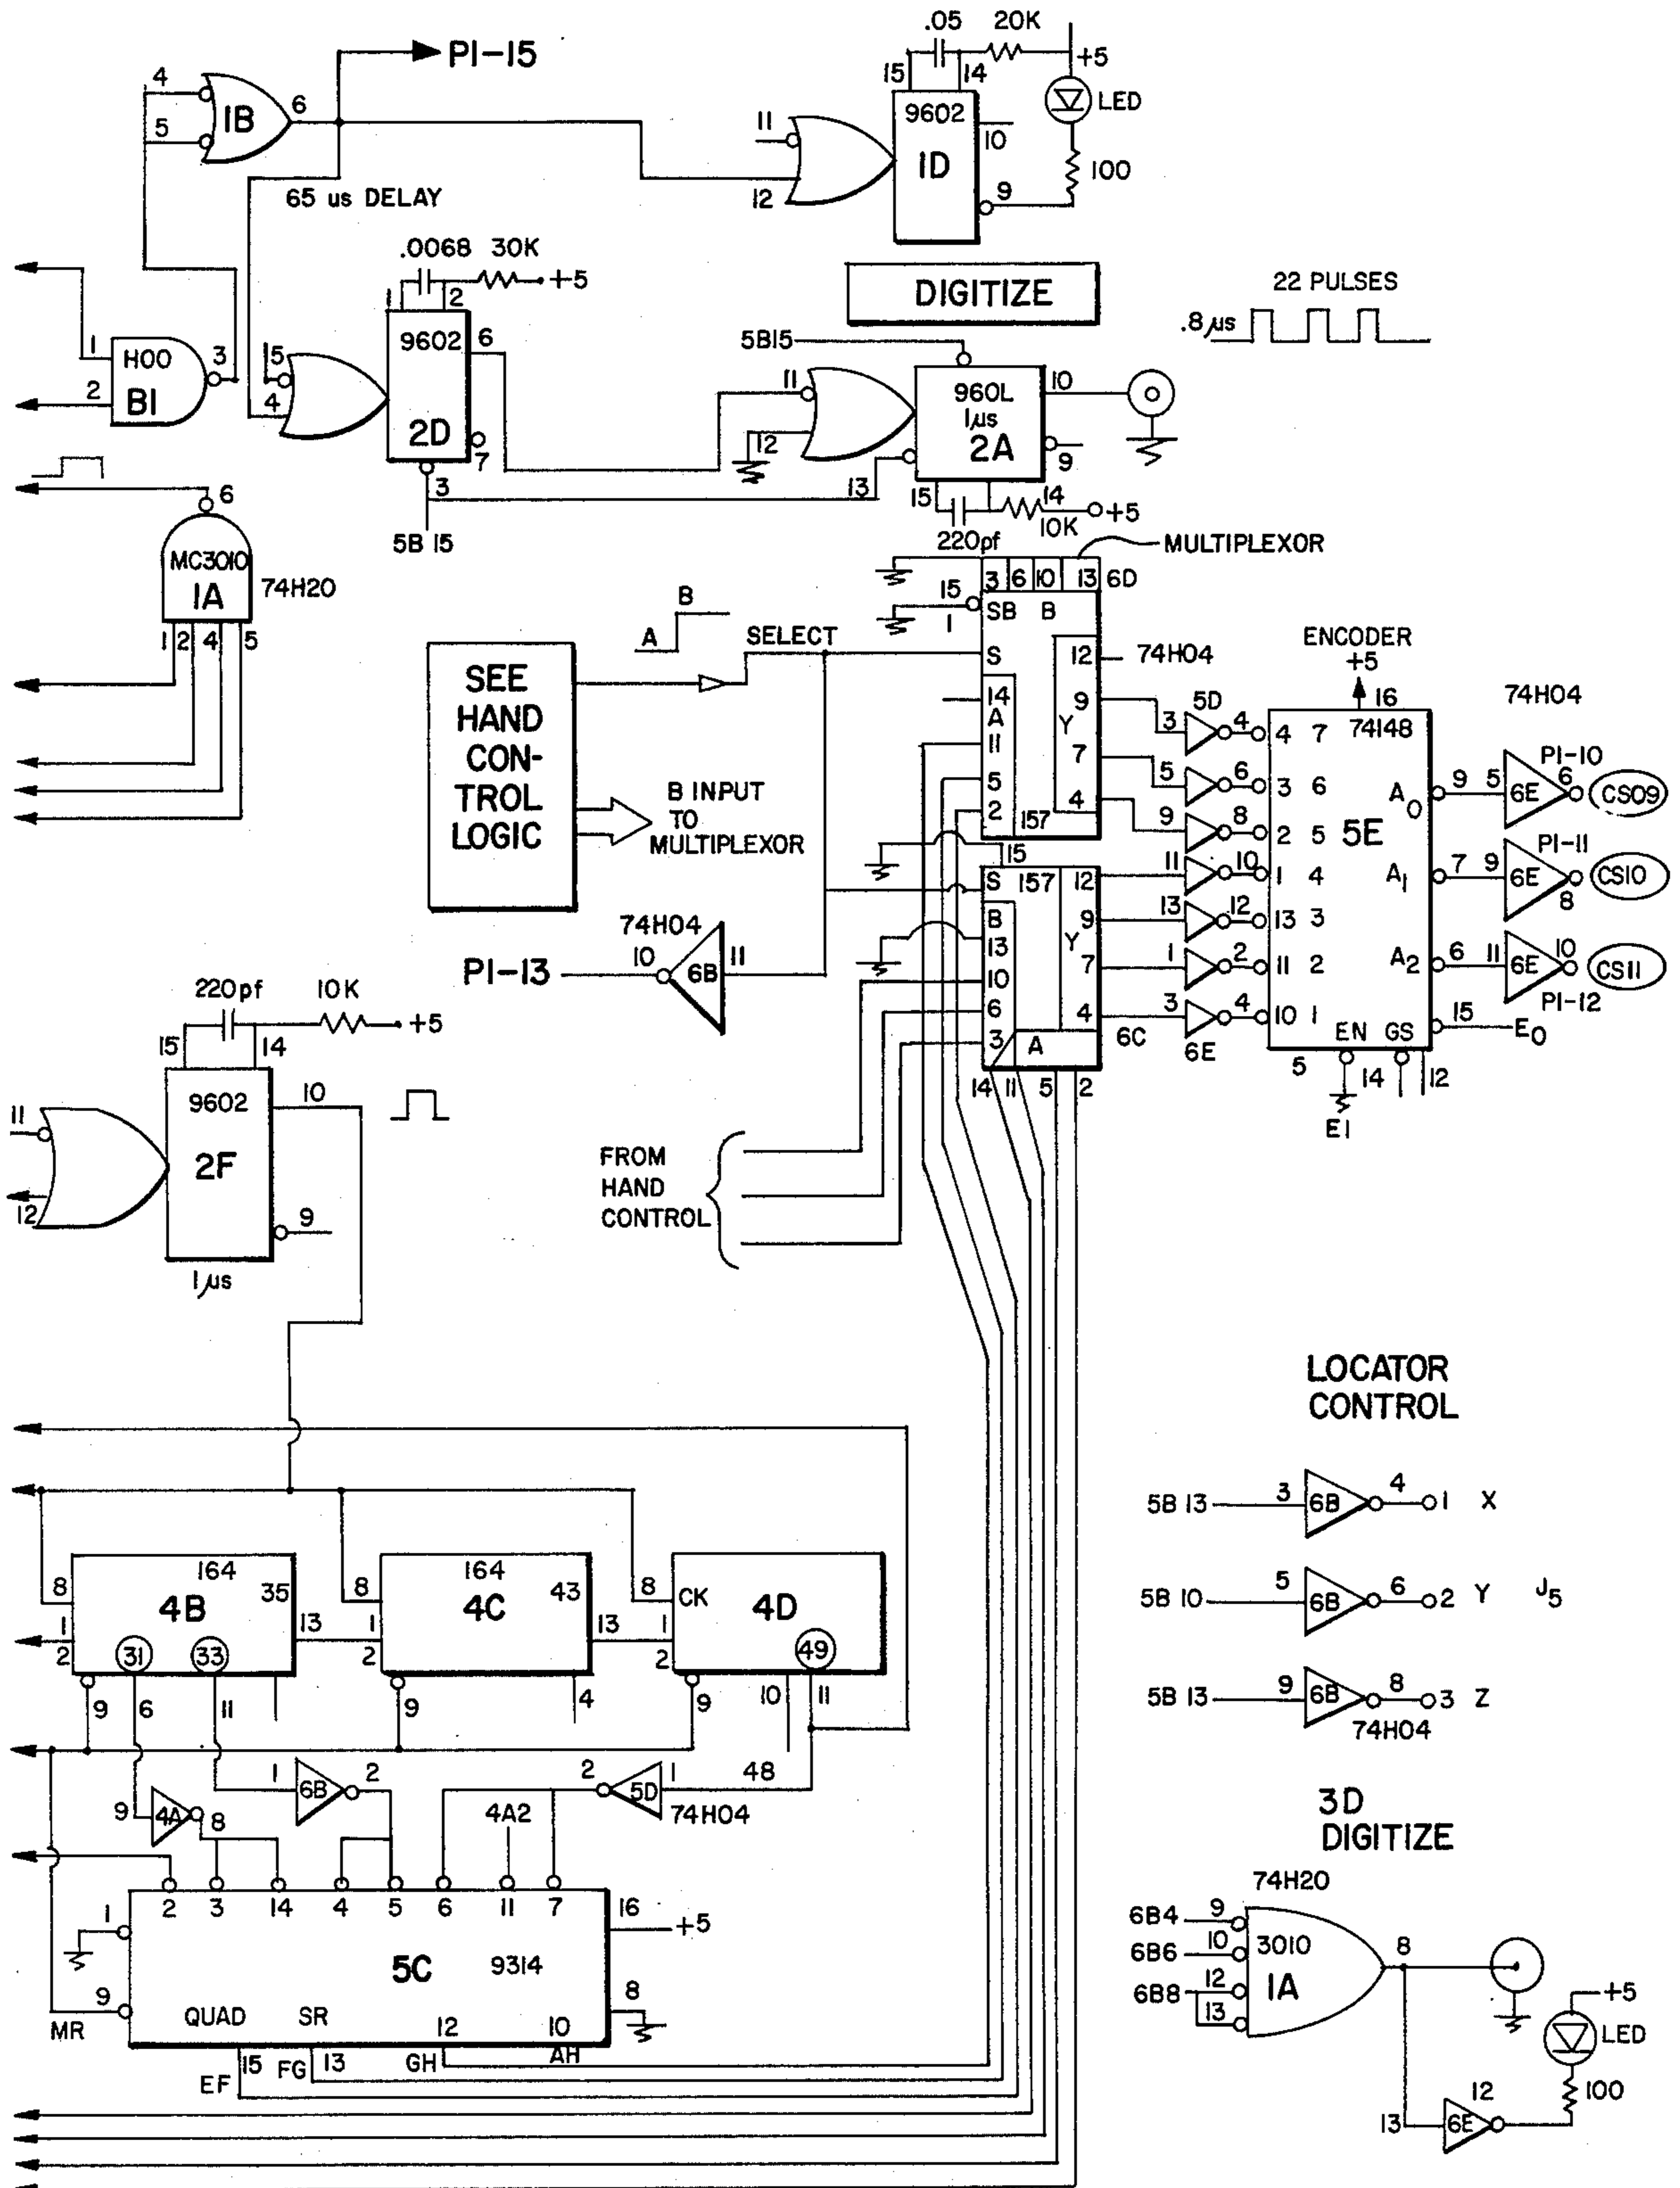 .05 20K
PI-15
+5
15 14
LED
4
1B
6
5
11
9602
10
1D
100
12
9
65 us DELAY
.0068 30K
+5
1 2
DIGITIZE
22 PULSES
.8 µs
5B15
9602
6
15
4
2D
7
3
5B 15
1
H00
3
2
B1
11
960L
10
1µs
2A
12
9
13
15
14
10K
+5
220pf
MULTIPLEXOR
6
MC3010
1A
74H20
1 2 4 5
3 6 10 13 6D
15
SB B
1
A
B
SELECT
S
12
74H04
ENCODER
+5
16
SEE
HAND
CON-
TROL
LOGIC
B INPUT
TO
MULTIPLEXOR
14
A
11
5
2
157
9
Y
7
4
5D
3 4 4 7
74148
5 6 3 6
9 8 2 5
11 10 1 4
13 12 13 3
1 2 11 2
3 4 10 1
5E
74H04
A0 9 5 6E 6 PI-10 CS09
A1 7 9 6E 8 PI-11 CS10
A2 6 11 6E 10 PI-12 CS11
15 E0
EN GS
5 14 12
E1
15
S 157 12
B
13
9
Y
10
7
6
4
3
A
6C
6E
14 11 5 2
74H04
PI-13
10
6B
11
220pf 10K
+5
15 14
11
9602
10
2F
12
9
1µs
FROM
HAND
CONTROL
LOCATOR
CONTROL
5B 13 3 6B 4 1 X
5B 10 5 6B 6 2 Y J5
5B 13 9 6B 8 3 Z
74H04
164
8
35
4B
1
2
31
33
13
9 6 11
164
8
43
4C
1
2
13
9 4
8 CK
4D
1
2
49
9 10 11
1 6B 2
2 5D 1 48
74H04
9 4A 8
4A2
2 3 14 4 5 6 11 7 16
+5
1
5C 9314
9
8
MR
QUAD SR
12 10
15 FG 13 GH AH
EF
3D
DIGITIZE
74H20
6B4 9
6B6 10
6B8 12
13
3010
1A
8
+5
LED
100
12
13 6E